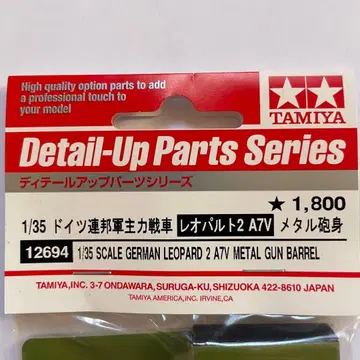 High quality option parts to add
a professional touch to
your model
TAMIYA
Detail-Up Parts Series
ディテールアップパーツシリーズ
★ 1,800
1/35 ドイツ連邦軍主力戦車 レオパルト2 A7V メタル砲身
12694 1/35 SCALE GERMAN LEOPARD 2 A7V METAL GUN BARREL
TAMIYA,INC. 3-7 ONDAWARA, SURUGA-KU, SHIZUOKA 422-8610 JAPAN
TAMIYA AMERICA, INC. IRVINE, CA